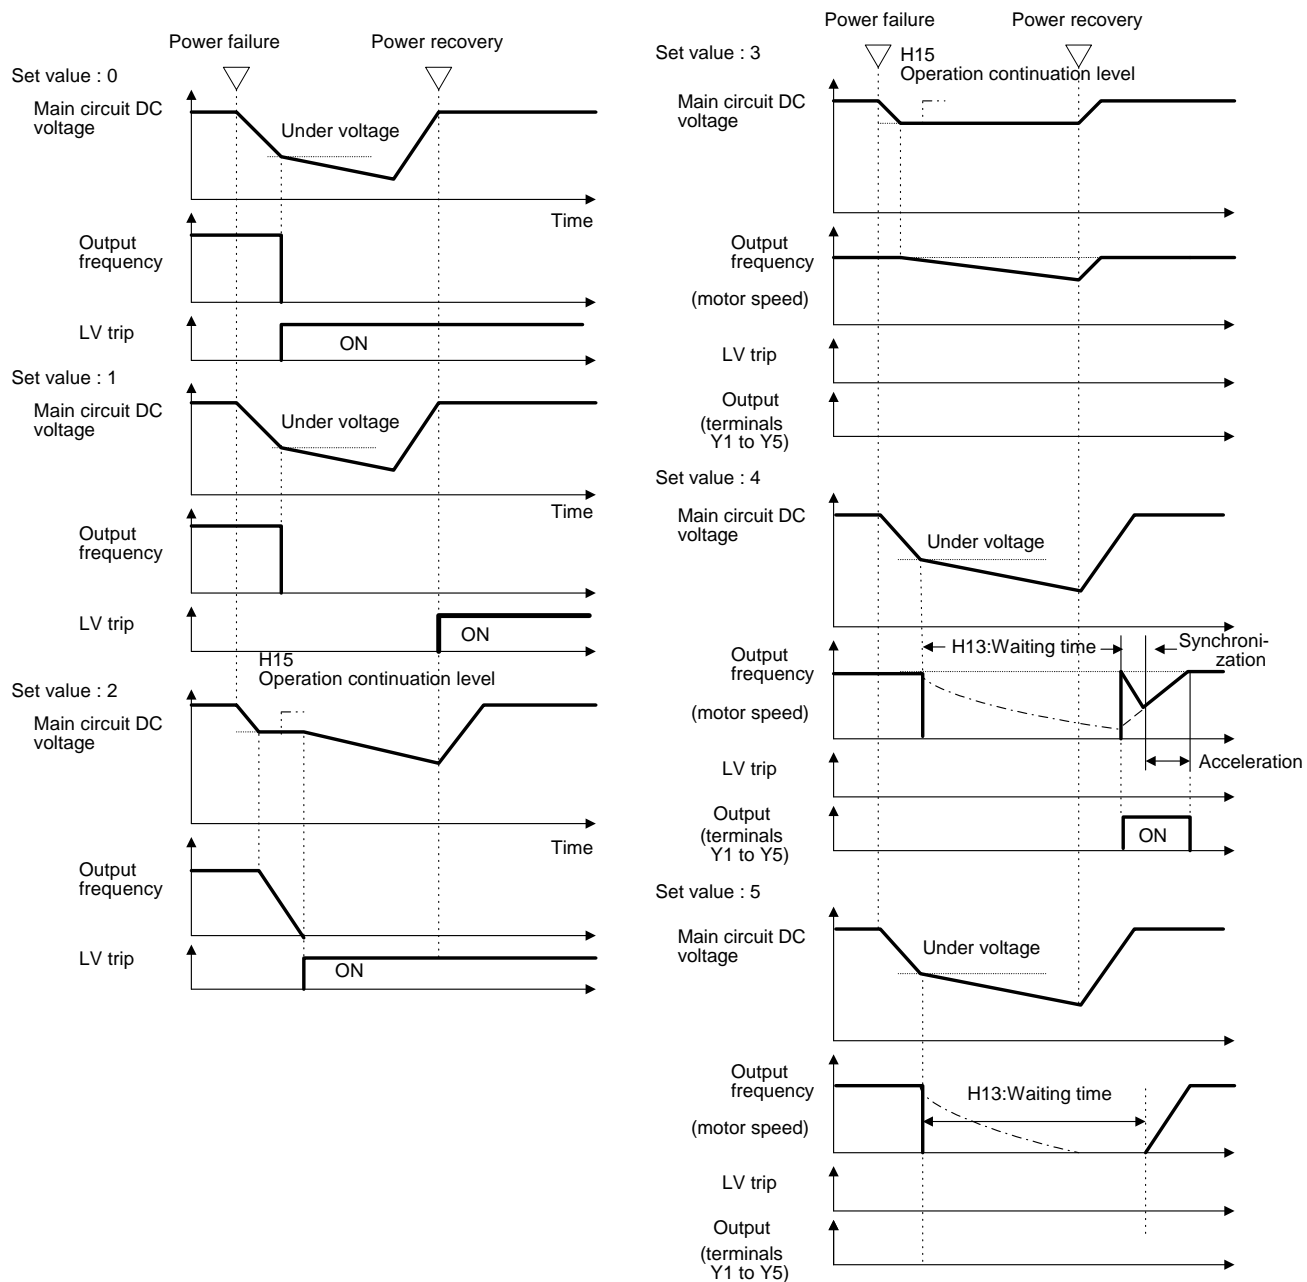 Power failure
Power recovery
Set value : 0
Main circuit DC
voltage
Under voltage
Time
Output
frequency
LV trip
ON
Set value : 1
Main circuit DC
voltage
Under voltage
Time
Output
frequency
LV trip
ON
H15
Operation continuation level
Set value : 2
Main circuit DC
voltage
Time
Output
frequency
LV trip
ON
Power failure
Power recovery
Set value : 3
H15
Operation continuation level
Main circuit DC
voltage
Output
frequency
(motor speed)
LV trip
Output
(terminals
Y1 to Y5)
Set value : 4
Main circuit DC
voltage
Under voltage
H13:Waiting time
Synchroni-
zation
Output
frequency
(motor speed)
Acceleration
LV trip
Output
(terminals
Y1 to Y5)
ON
Set value : 5
Main circuit DC
voltage
Under voltage
Output
frequency
H13:Waiting time
(motor speed)
LV trip
Output
(terminals
Y1 to Y5)